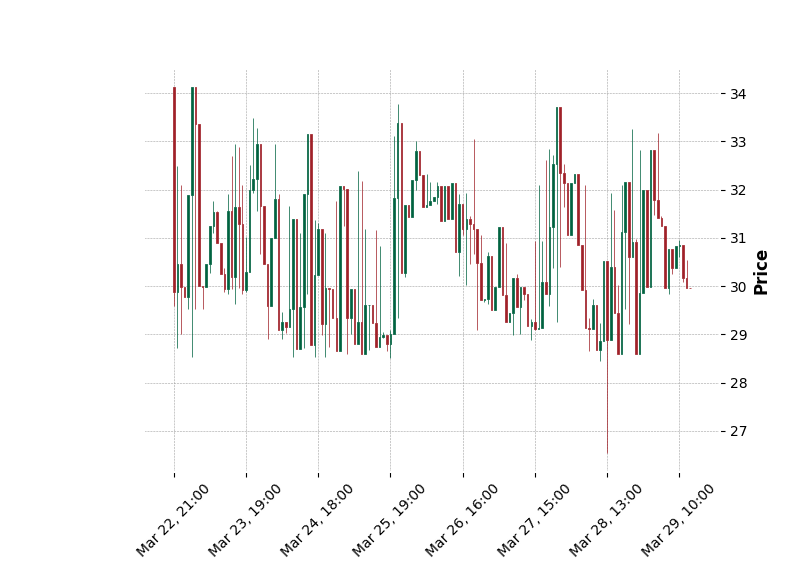 34
33
32
31
30
29
28
27
Price
Mar 22, 21:00
Mar 23, 19:00
Mar 24, 18:00
Mar 25, 19:00
Mar 26, 16:00
Mar 27, 15:00
Mar 28, 13:00
Mar 29, 10:00